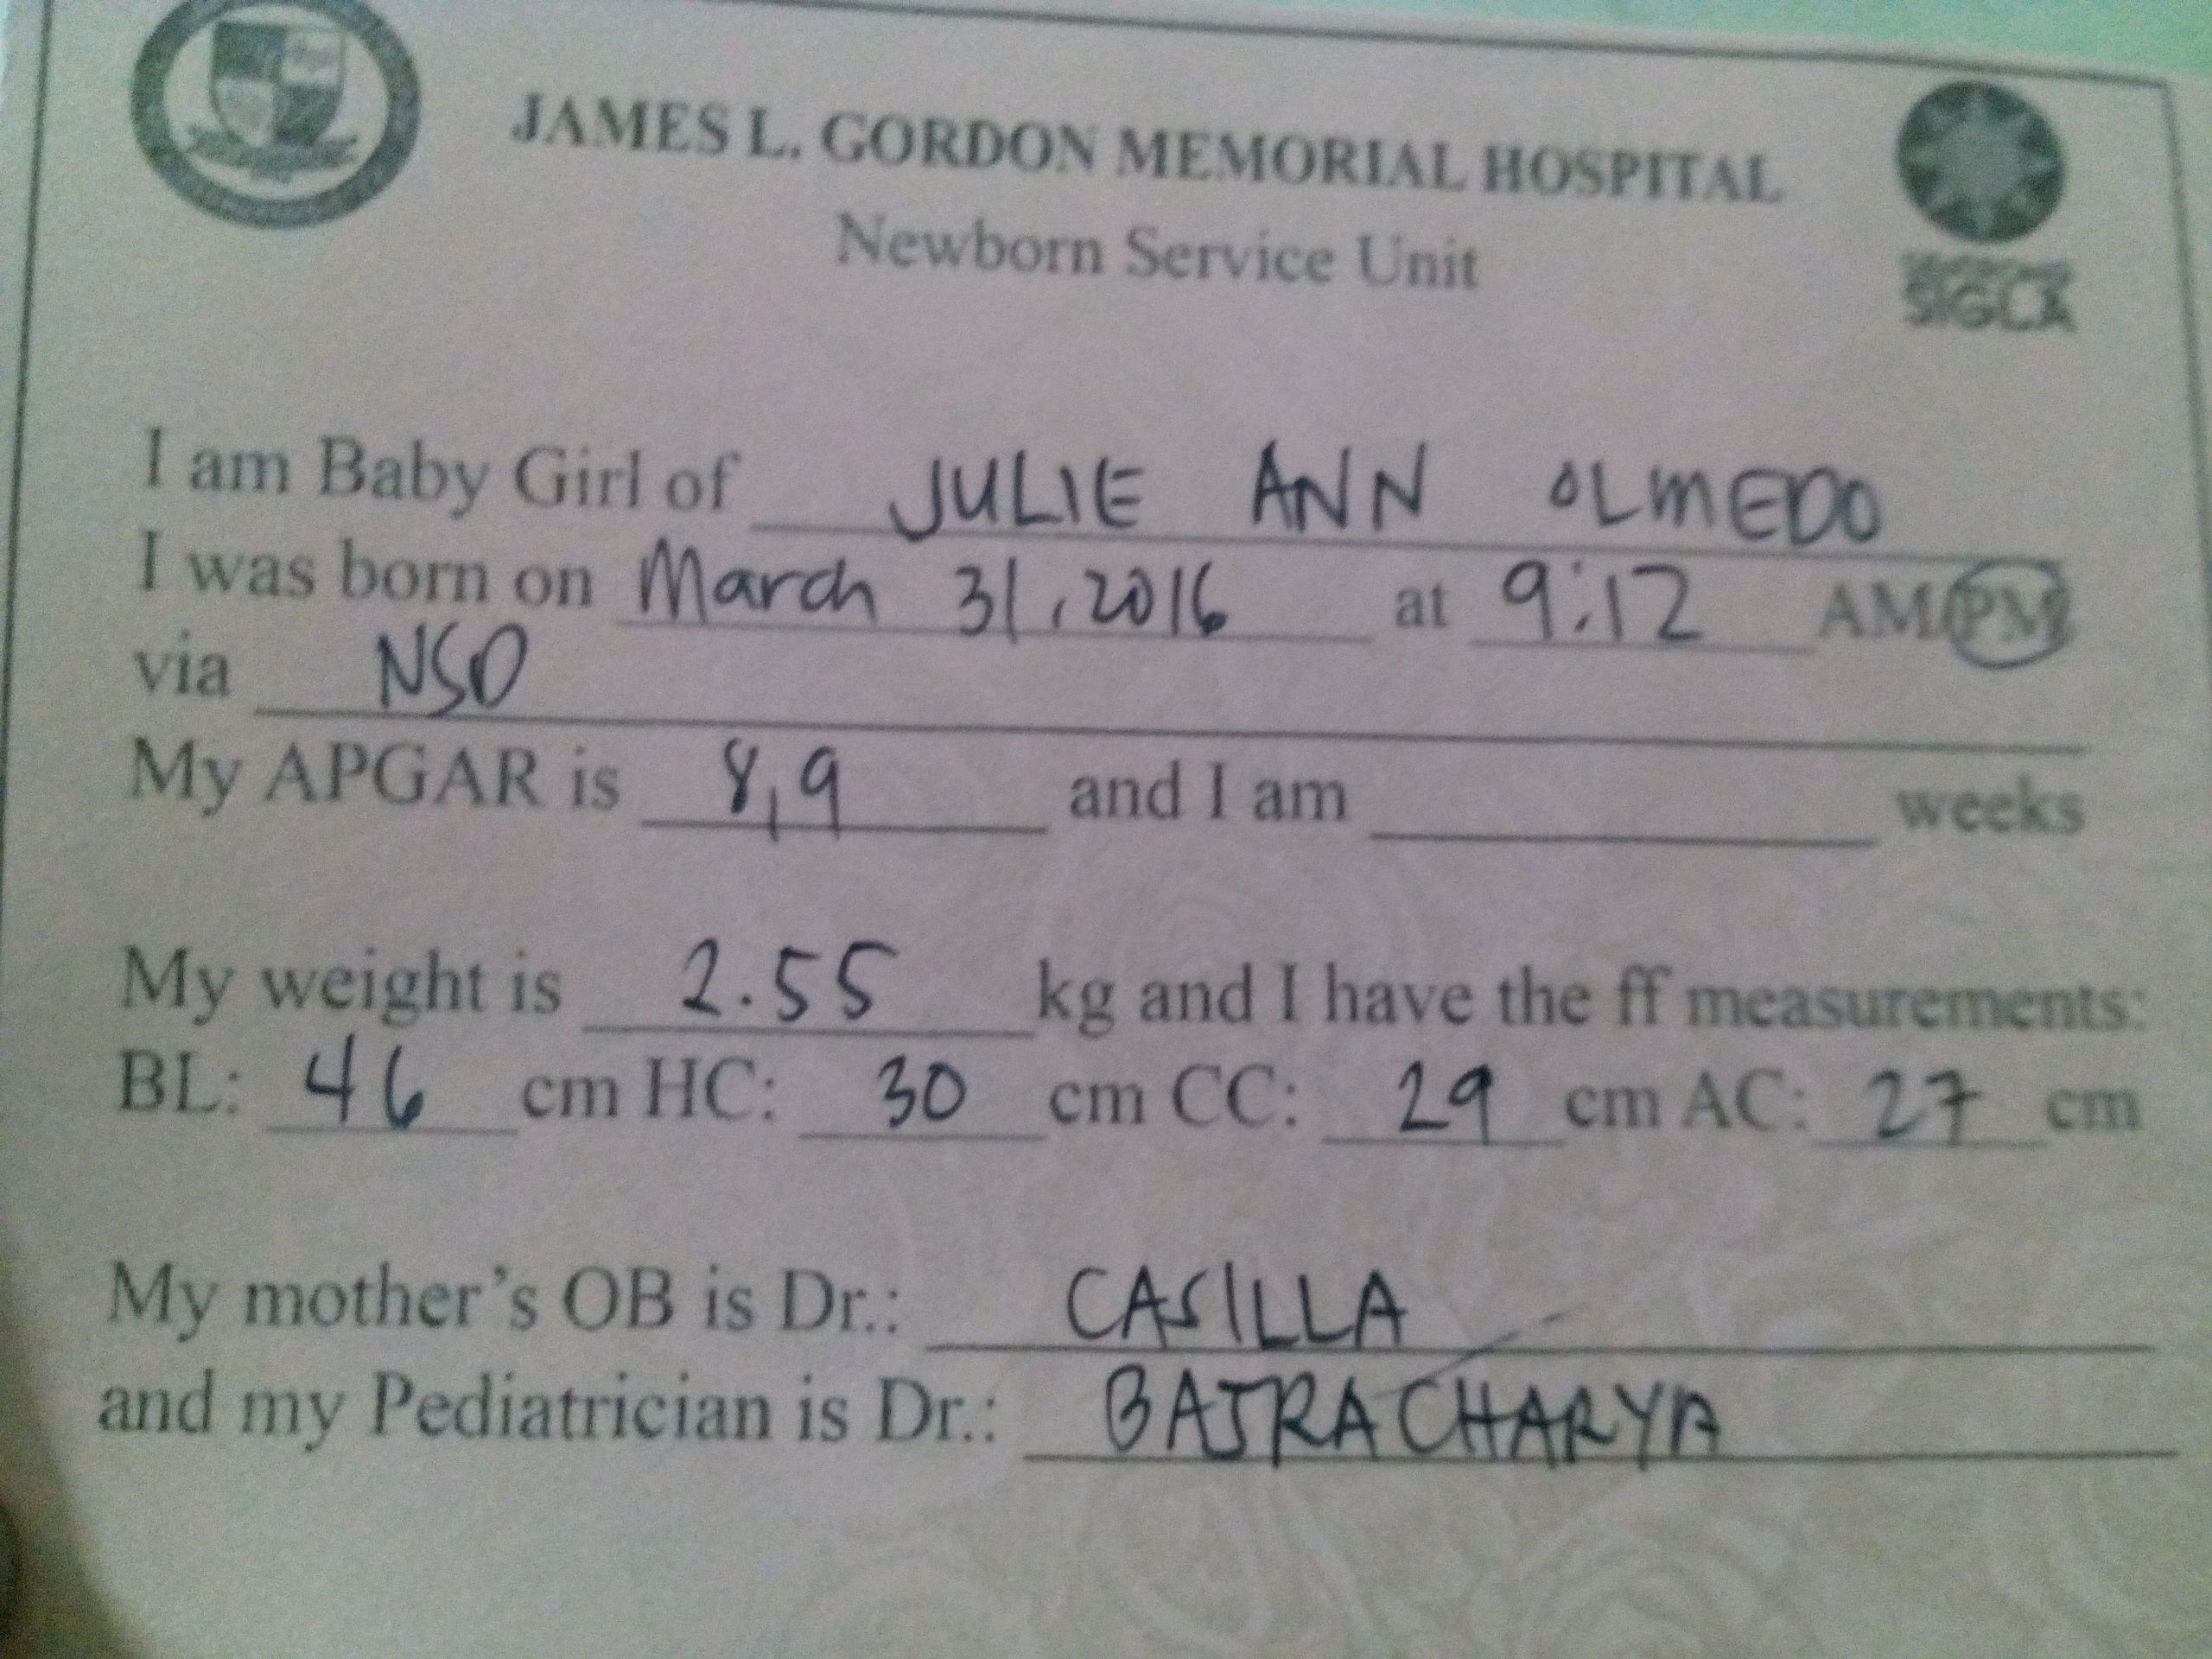 JAMES L. GORDON MEMORIAL HOSPITAL
Newborn Service Unit
I am Baby Girl of JULIE ANN OLMEDO
I was born on March 31, 2016 at 9:12 AM/PM
via NSD
My APGAR is 8,9 and I am ____ weeks
My weight is 2.55 kg and I have the ff measurements:
BL: 46 cm HC: 30 cm CC: 29 cm AC: 27 cm
My mother's OB is Dr.: CASILLA
and my Pediatrician is Dr.: BAJRACHARYA